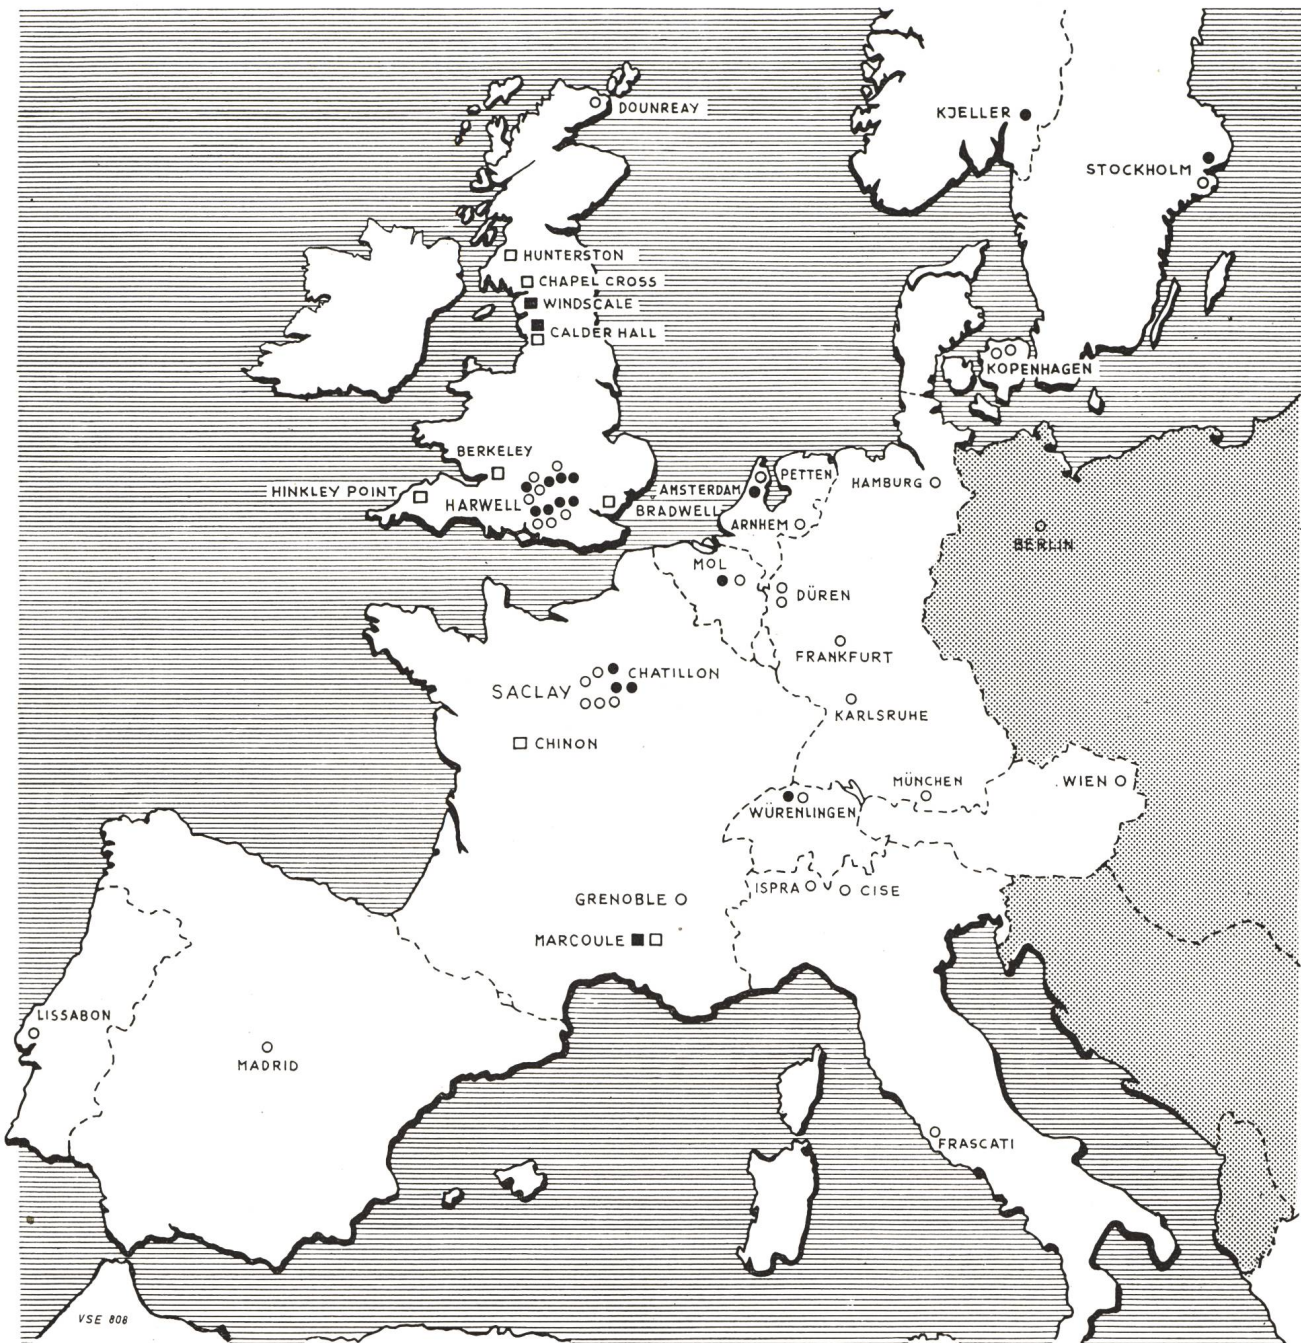 DOUNREAY
KJELLER
STOCKHOLM
HUNTERSTON
CHAPEL CROSS
WINDSCALE
CALDER HALL
KOPENHAGEN
BERKELEY
PETTEN
HAMBURG
HINKLEY POINT
HARWELL
AMSTERDAM
BRADWELL
ARNHEM
BERLIN
MOL
DÜREN
FRANKFURT
CHATILLON
SACLAY
KARLSRUHE
CHINON
MÜNCHEN
WIEN
WÜRENLINGEN
ISPRA
CISE
GRENOBLE
MARCOULE
LISSABON
MADRID
FRASCATI
VSE 808